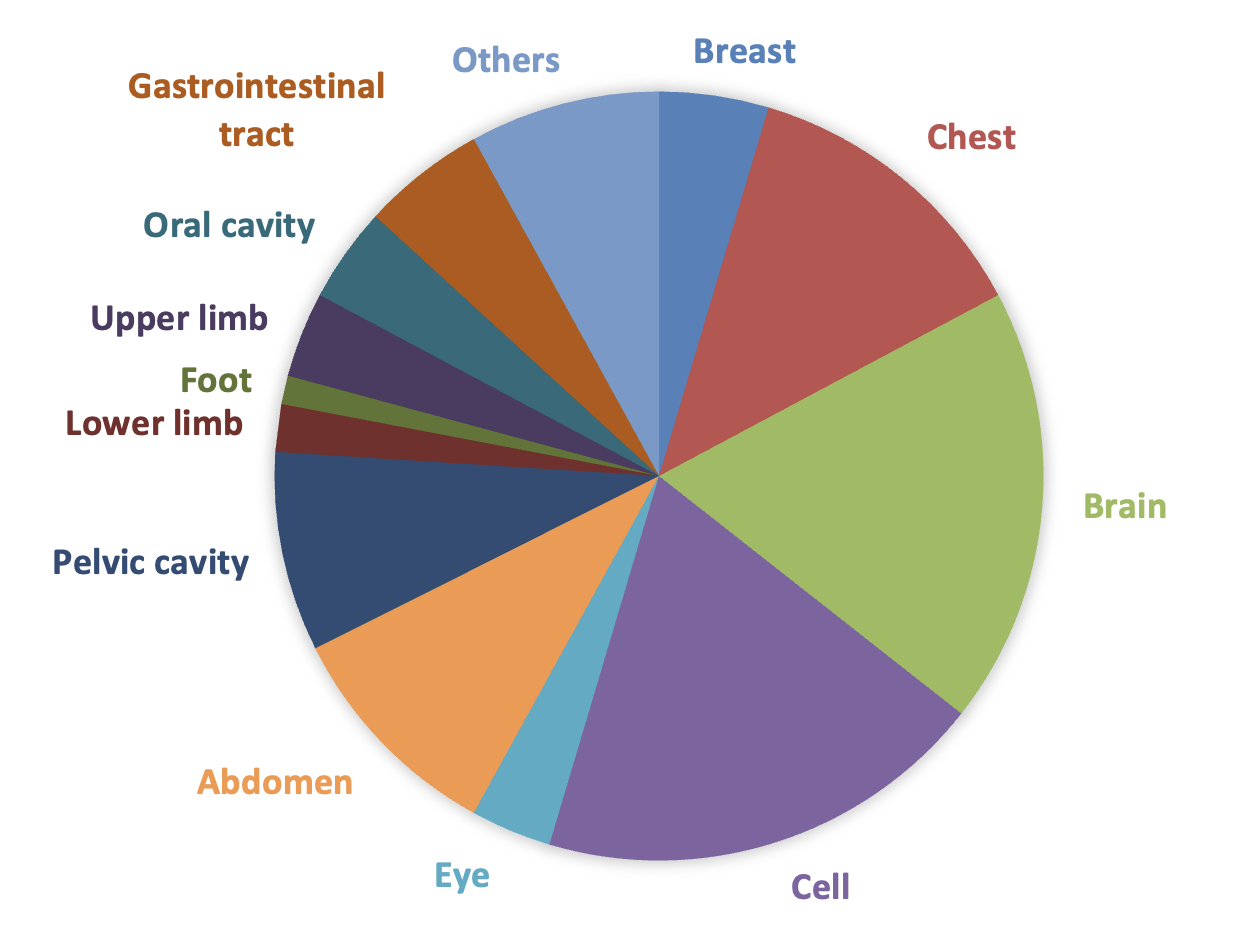 Others
Breast
Gastrointestinal
tract
Chest
Oral cavity
Upper limb
Foot
Lower limb
Brain
Pelvic cavity
Abdomen
Eye
Cell